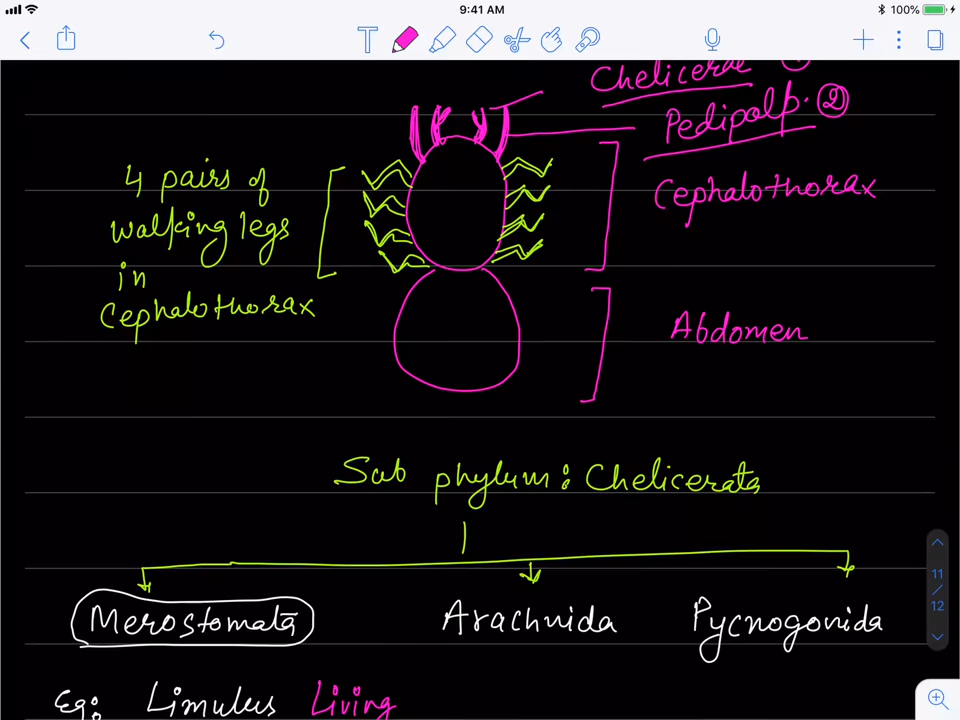 9:41 AM
100%
T
Chelicerae
Pedipalp. ②
Cephalothorax
4 pairs of
walking legs
in
Cephalothorax
Abdomen
Sub phylum: Chelicerata
Merostomata Arachnida Pycnogonida
11
/
12
Eg: Limulus Living